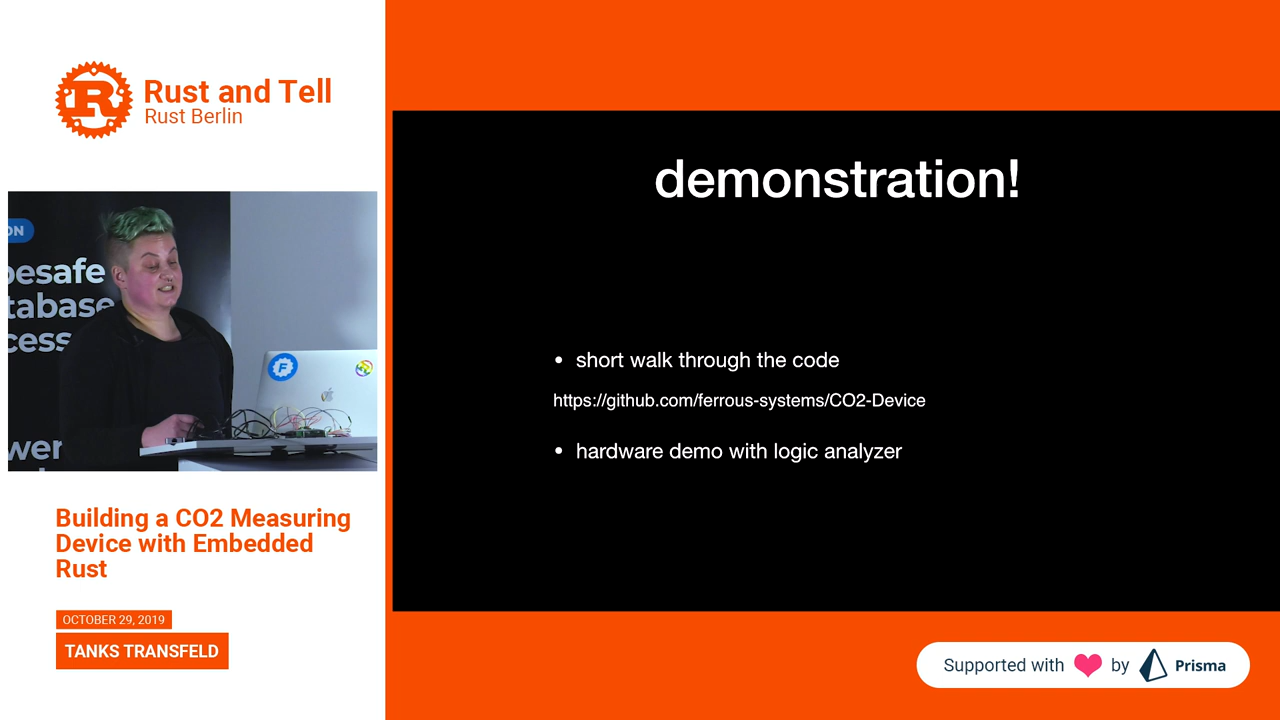 Rust and Tell
Rust Berlin
ON
besafe
tabase
cess
wer
F
Building a CO2 Measuring
Device with Embedded
Rust
OCTOBER 29, 2019
TANKS TRANSFELD
demonstration!
• short walk through the code
https://github.com/ferrous-systems/CO2-Device
• hardware demo with logic analyzer
Supported with ❤ by Prisma